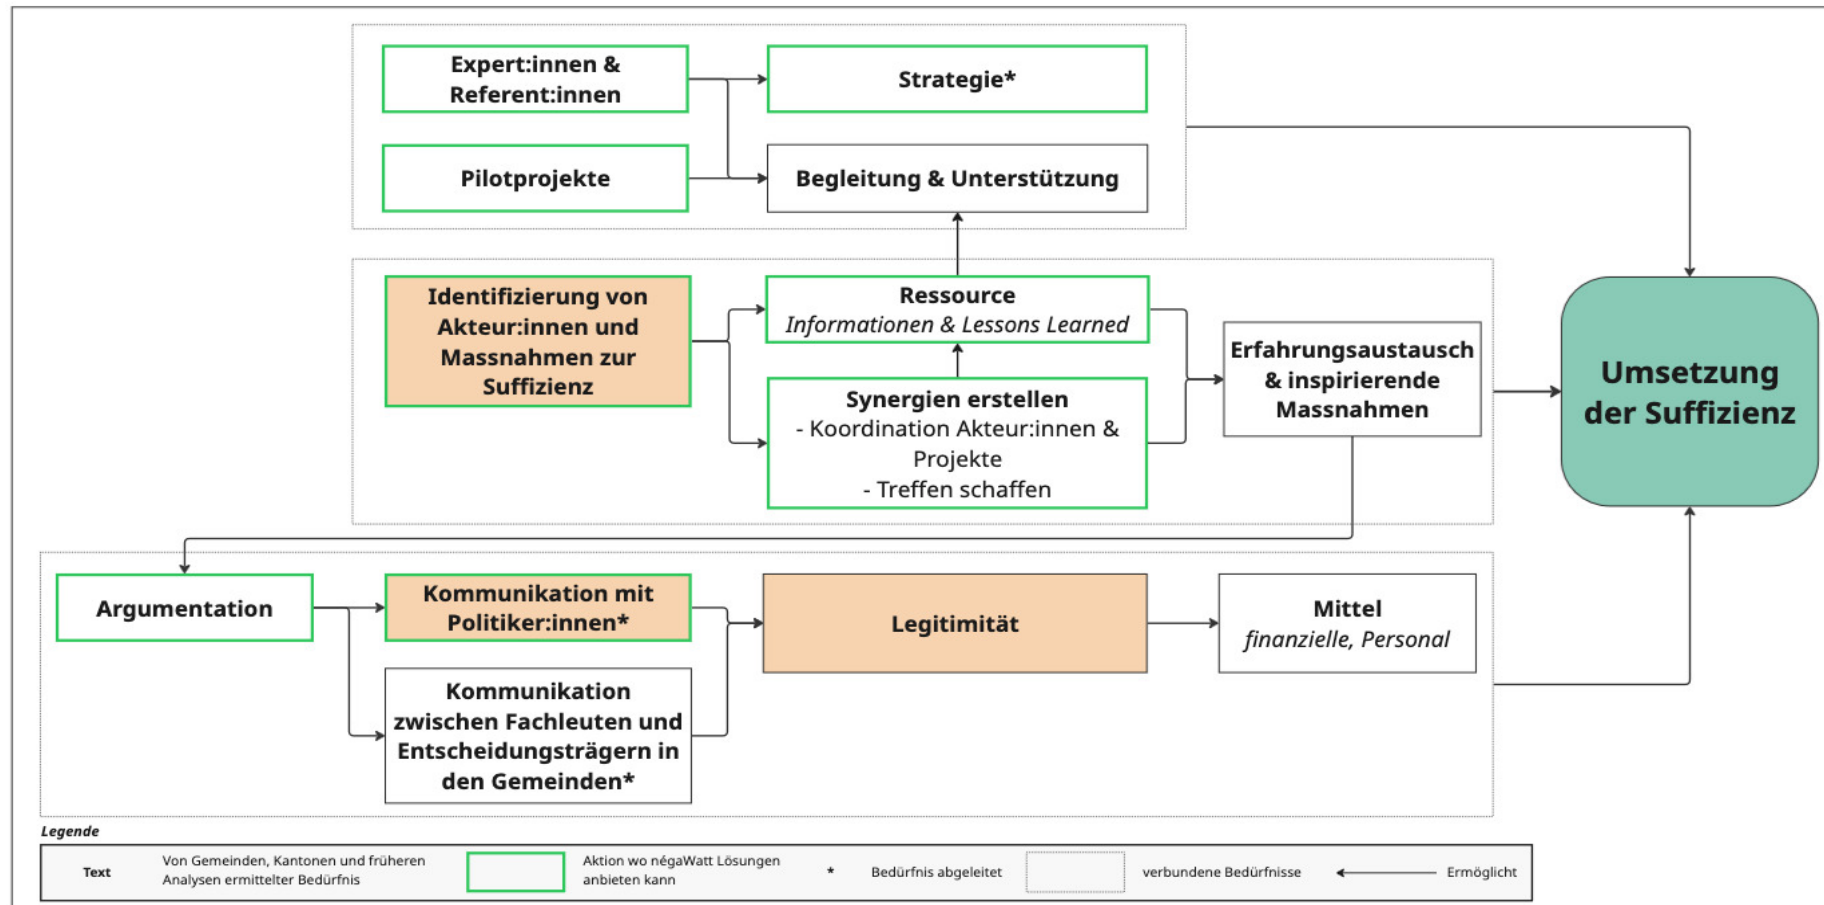 Expert:innen &
Referent:innen
Strategie*
Pilotprojekte
Begleitung & Unterstützung
Identifizierung von
Akteur:innen und
Massnahmen zur
Suffizienz
Ressource
Informationen & Lessons Learned
Synergien erstellen
- Koordination Akteur:innen &
Projekte
- Treffen schaffen
Erfahrungsaustausch
& inspirierende
Massnahmen
Umsetzung
der Suffizienz
Argumentation
Kommunikation mit
Politiker:innen*
Kommunikation
zwischen Fachleuten und
Entscheidungsträgern in
den Gemeinden*
Legitimität
Mittel
finanzielle, Personal
Legende
Text
Von Gemeinden, Kantonen und früheren
Analysen ermittelter Bedürfnis
Aktion wo négaWatt Lösungen
anbieten kann
* Bedürfnis abgeleitet
verbundene Bedürfnisse
Ermöglicht